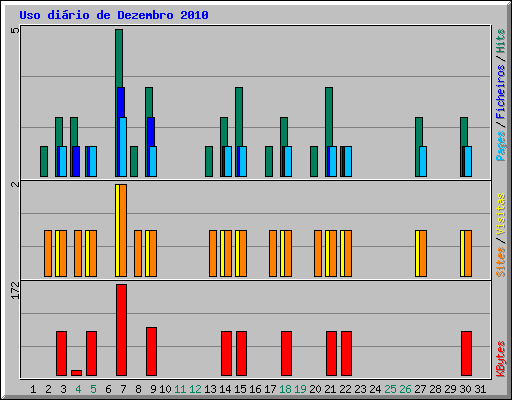 Uso diário de Dezembro 2010
5
Pages / Ficheiros / Hits
2
Sites / Visitas
172
KBytes
1 2 3 4 5 6 7 8 9 10 11 12 13 14 15 16 17 18 19 20 21 22 23 24 25 26 27 28 29 30 31